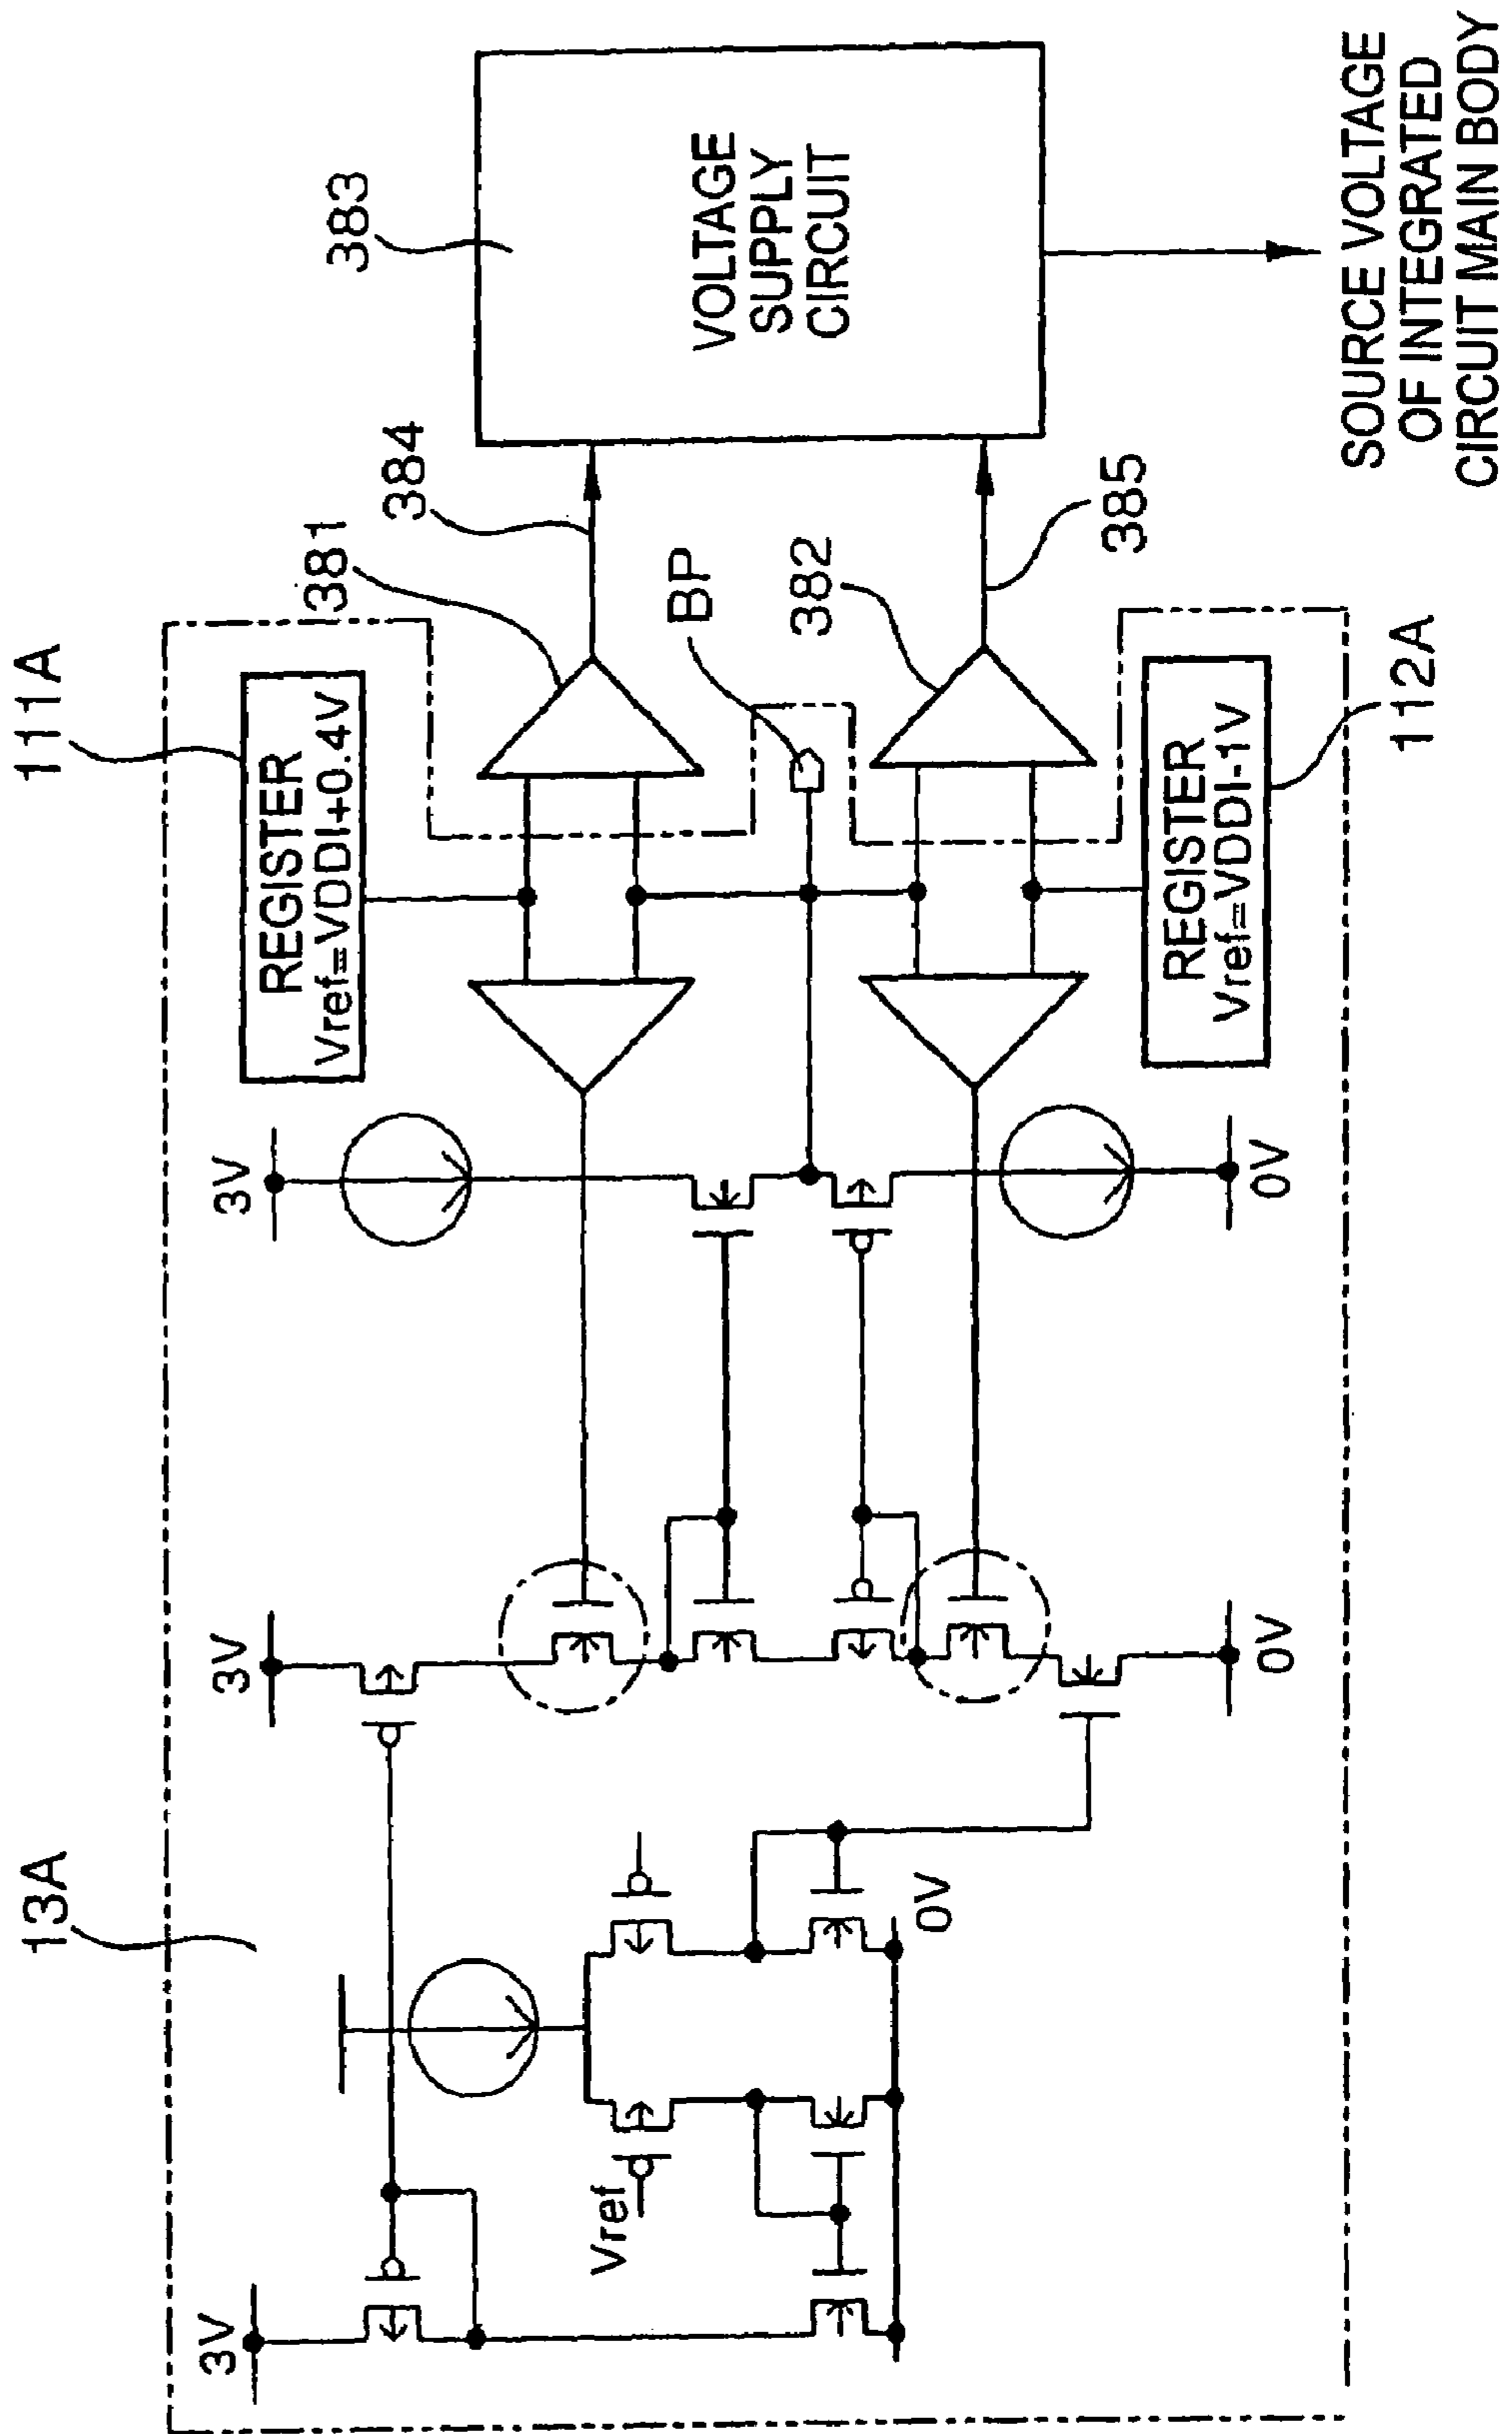 13A
111A
3V
3V
3V
REGISTER
Vref=VDDI+0.4V
381
384
383
Vref
BP
VOLTAGE
SUPPLY
CIRCUIT
0V
382
385
REGISTER
Vref=VDDI-1V
0V
0V
112A
SOURCE VOLTAGE
OF INTEGRATED
CIRCUIT MAIN BODY